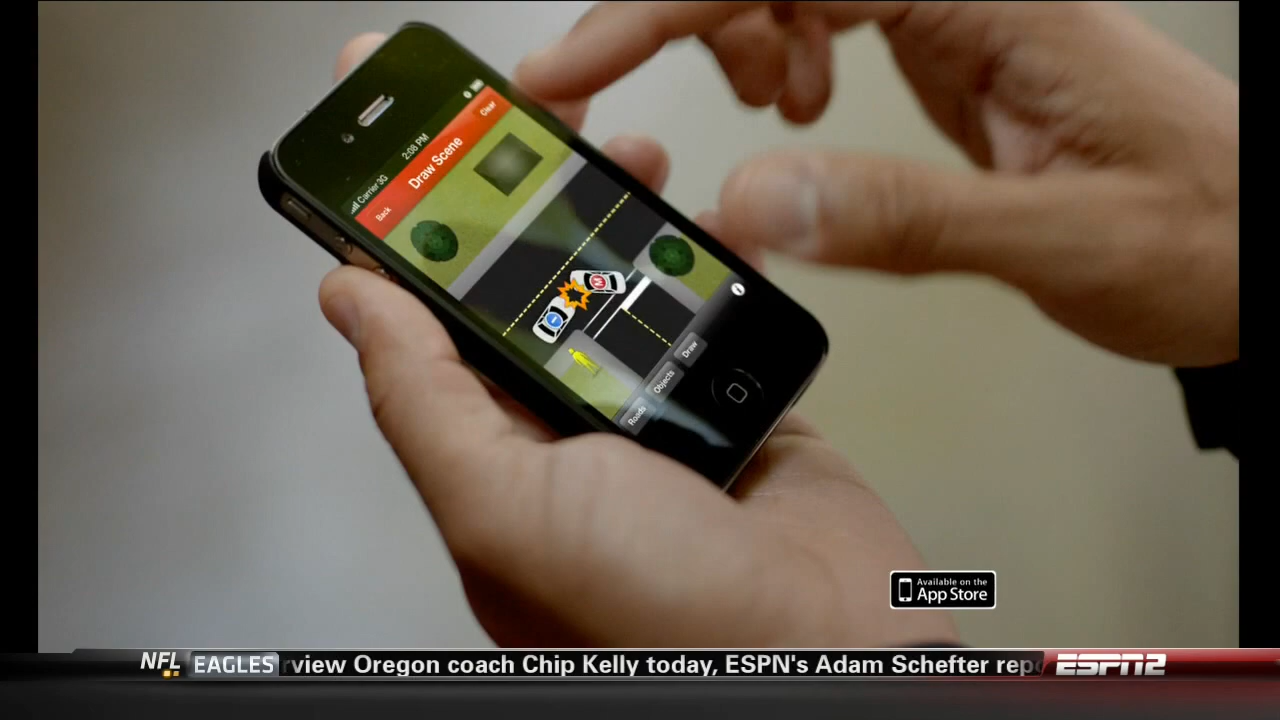 Carrier 3G
2:08 PM
Back
Draw Scene
Clear
Roads
Objects
Draw
Available on the
App Store
NFL
EAGLES
view Oregon coach Chip Kelly today, ESPN's Adam Schefter rep
ESPN2